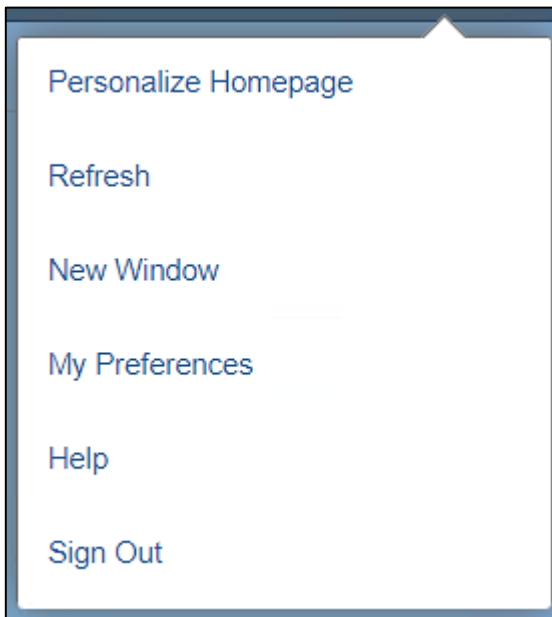 Personalize Homepage
Refresh
New Window
My Preferences
Help
Sign Out